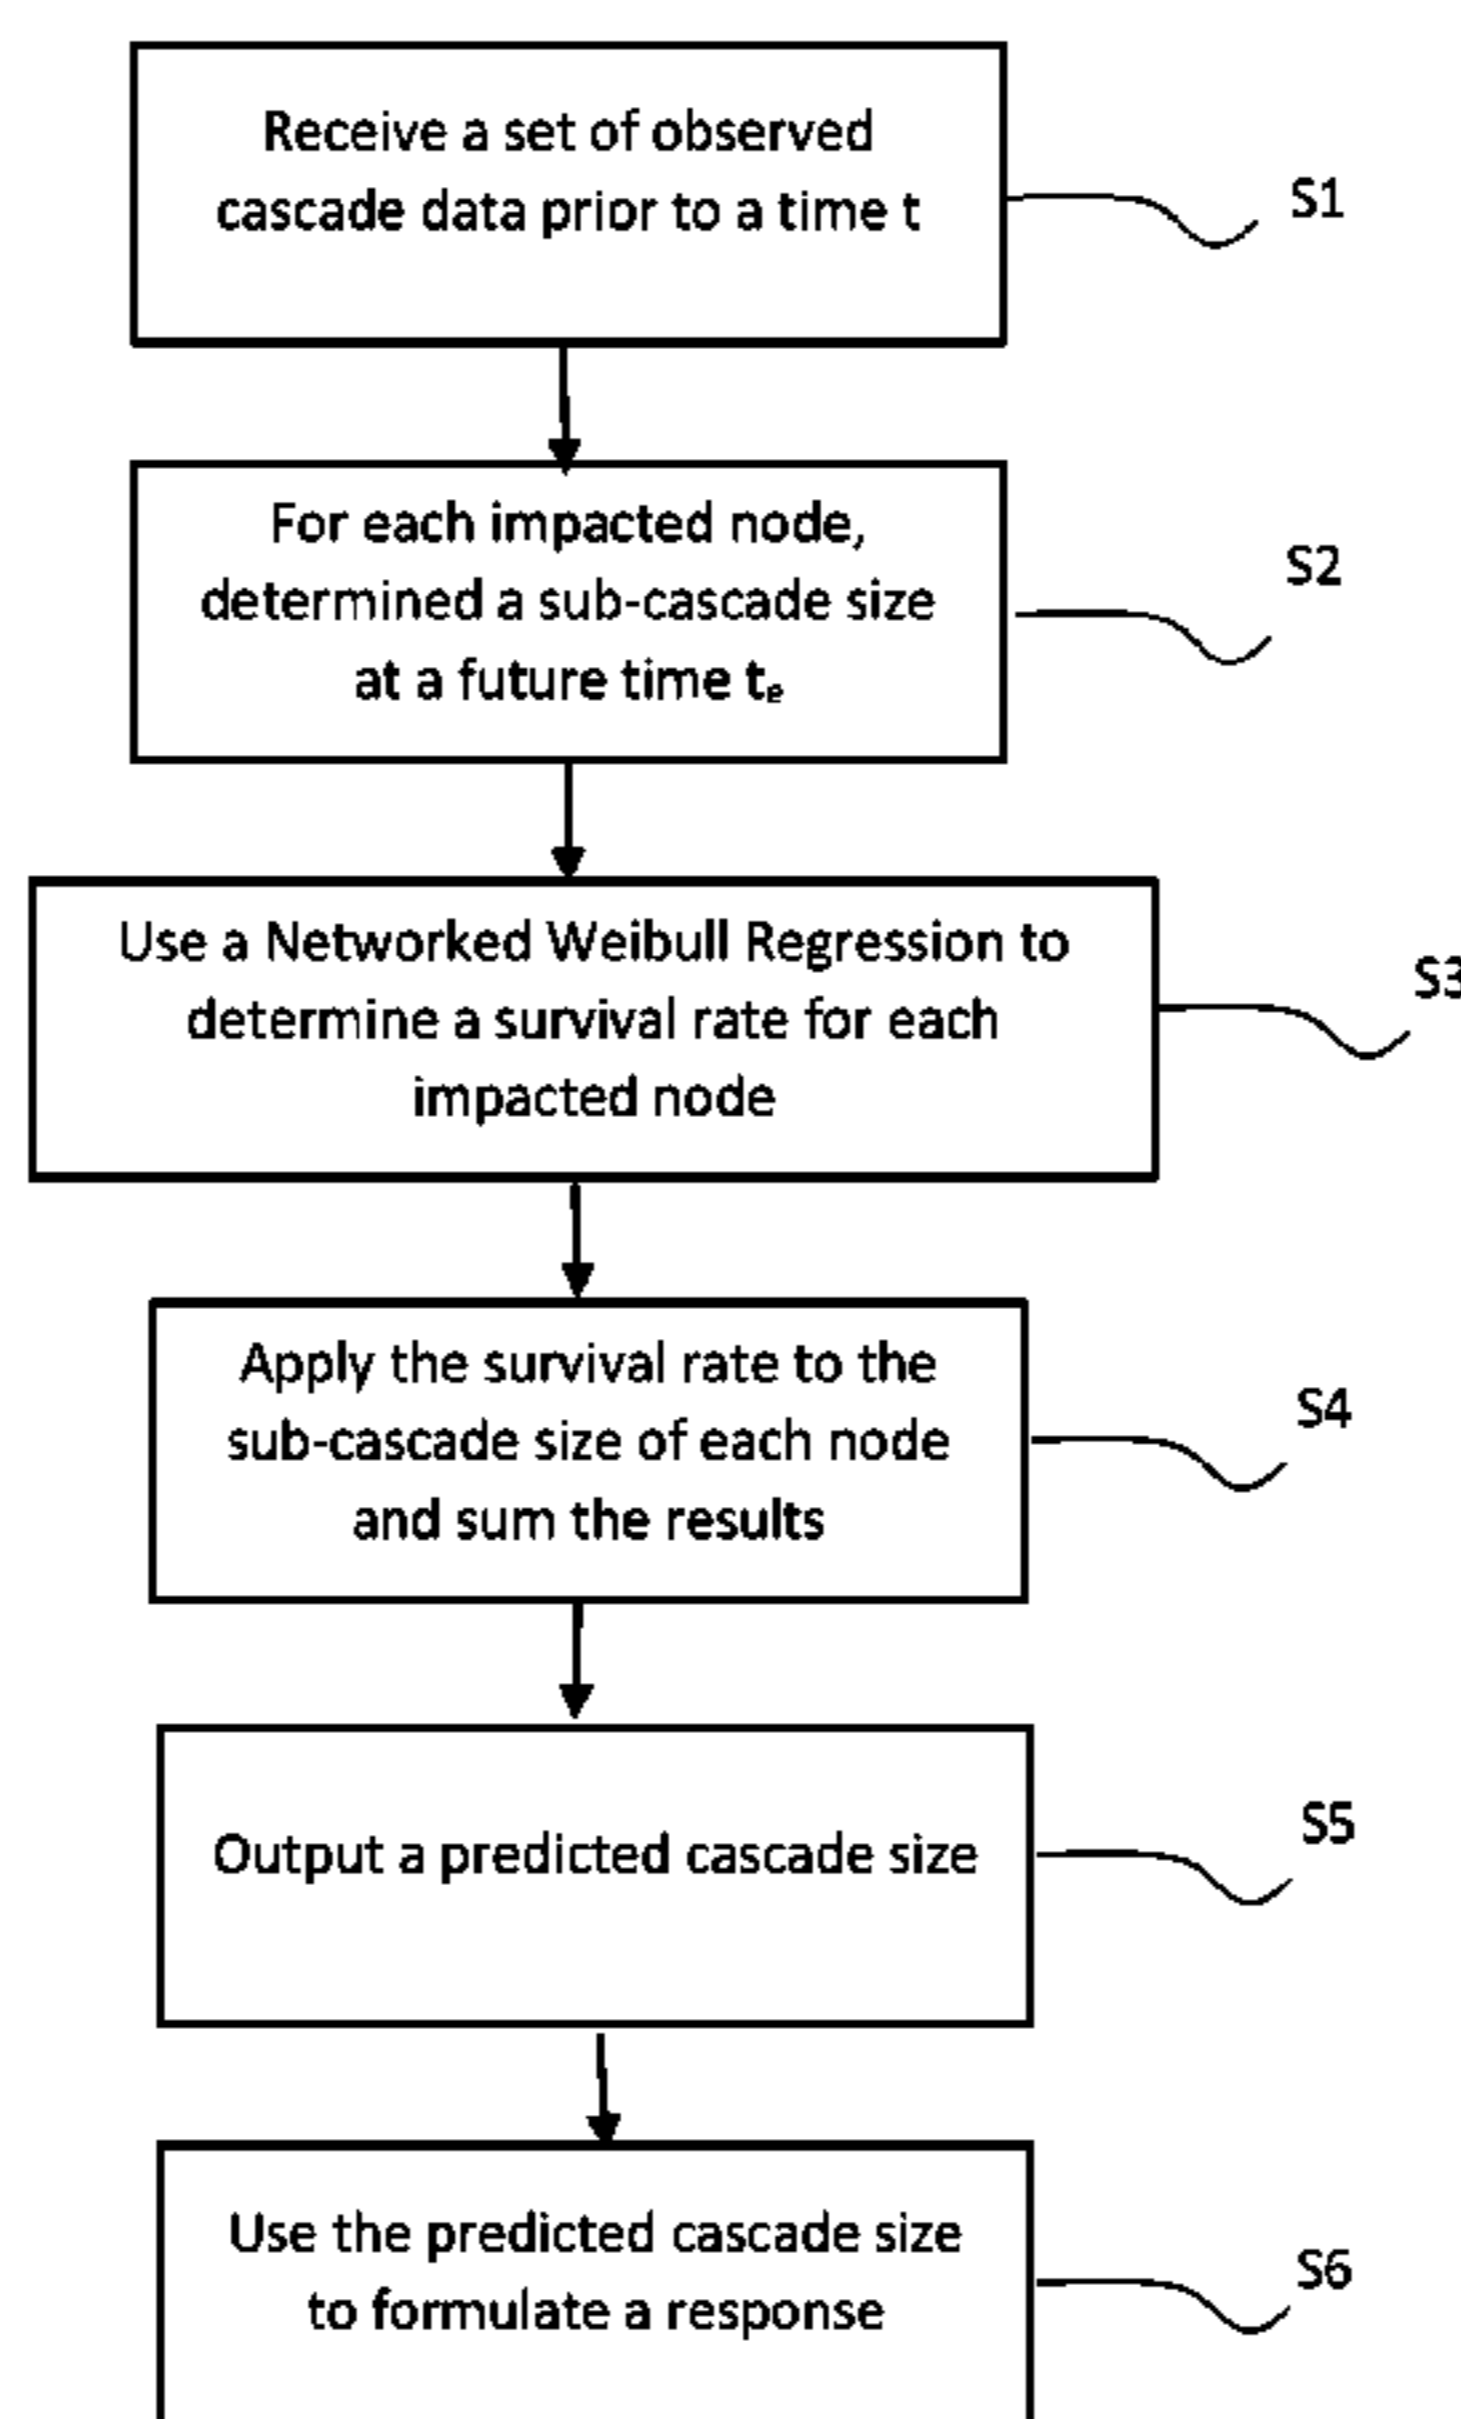 Receive a set of observed
cascade data prior to a time t
S1
For each impacted node,
determined a sub-cascade size
at a future time tₑ
S2
Use a Networked Weibull Regression to
determine a survival rate for each
impacted node
S3
Apply the survival rate to the
sub-cascade size of each node
and sum the results
S4
Output a predicted cascade size
S5
Use the predicted cascade size
to formulate a response
S6